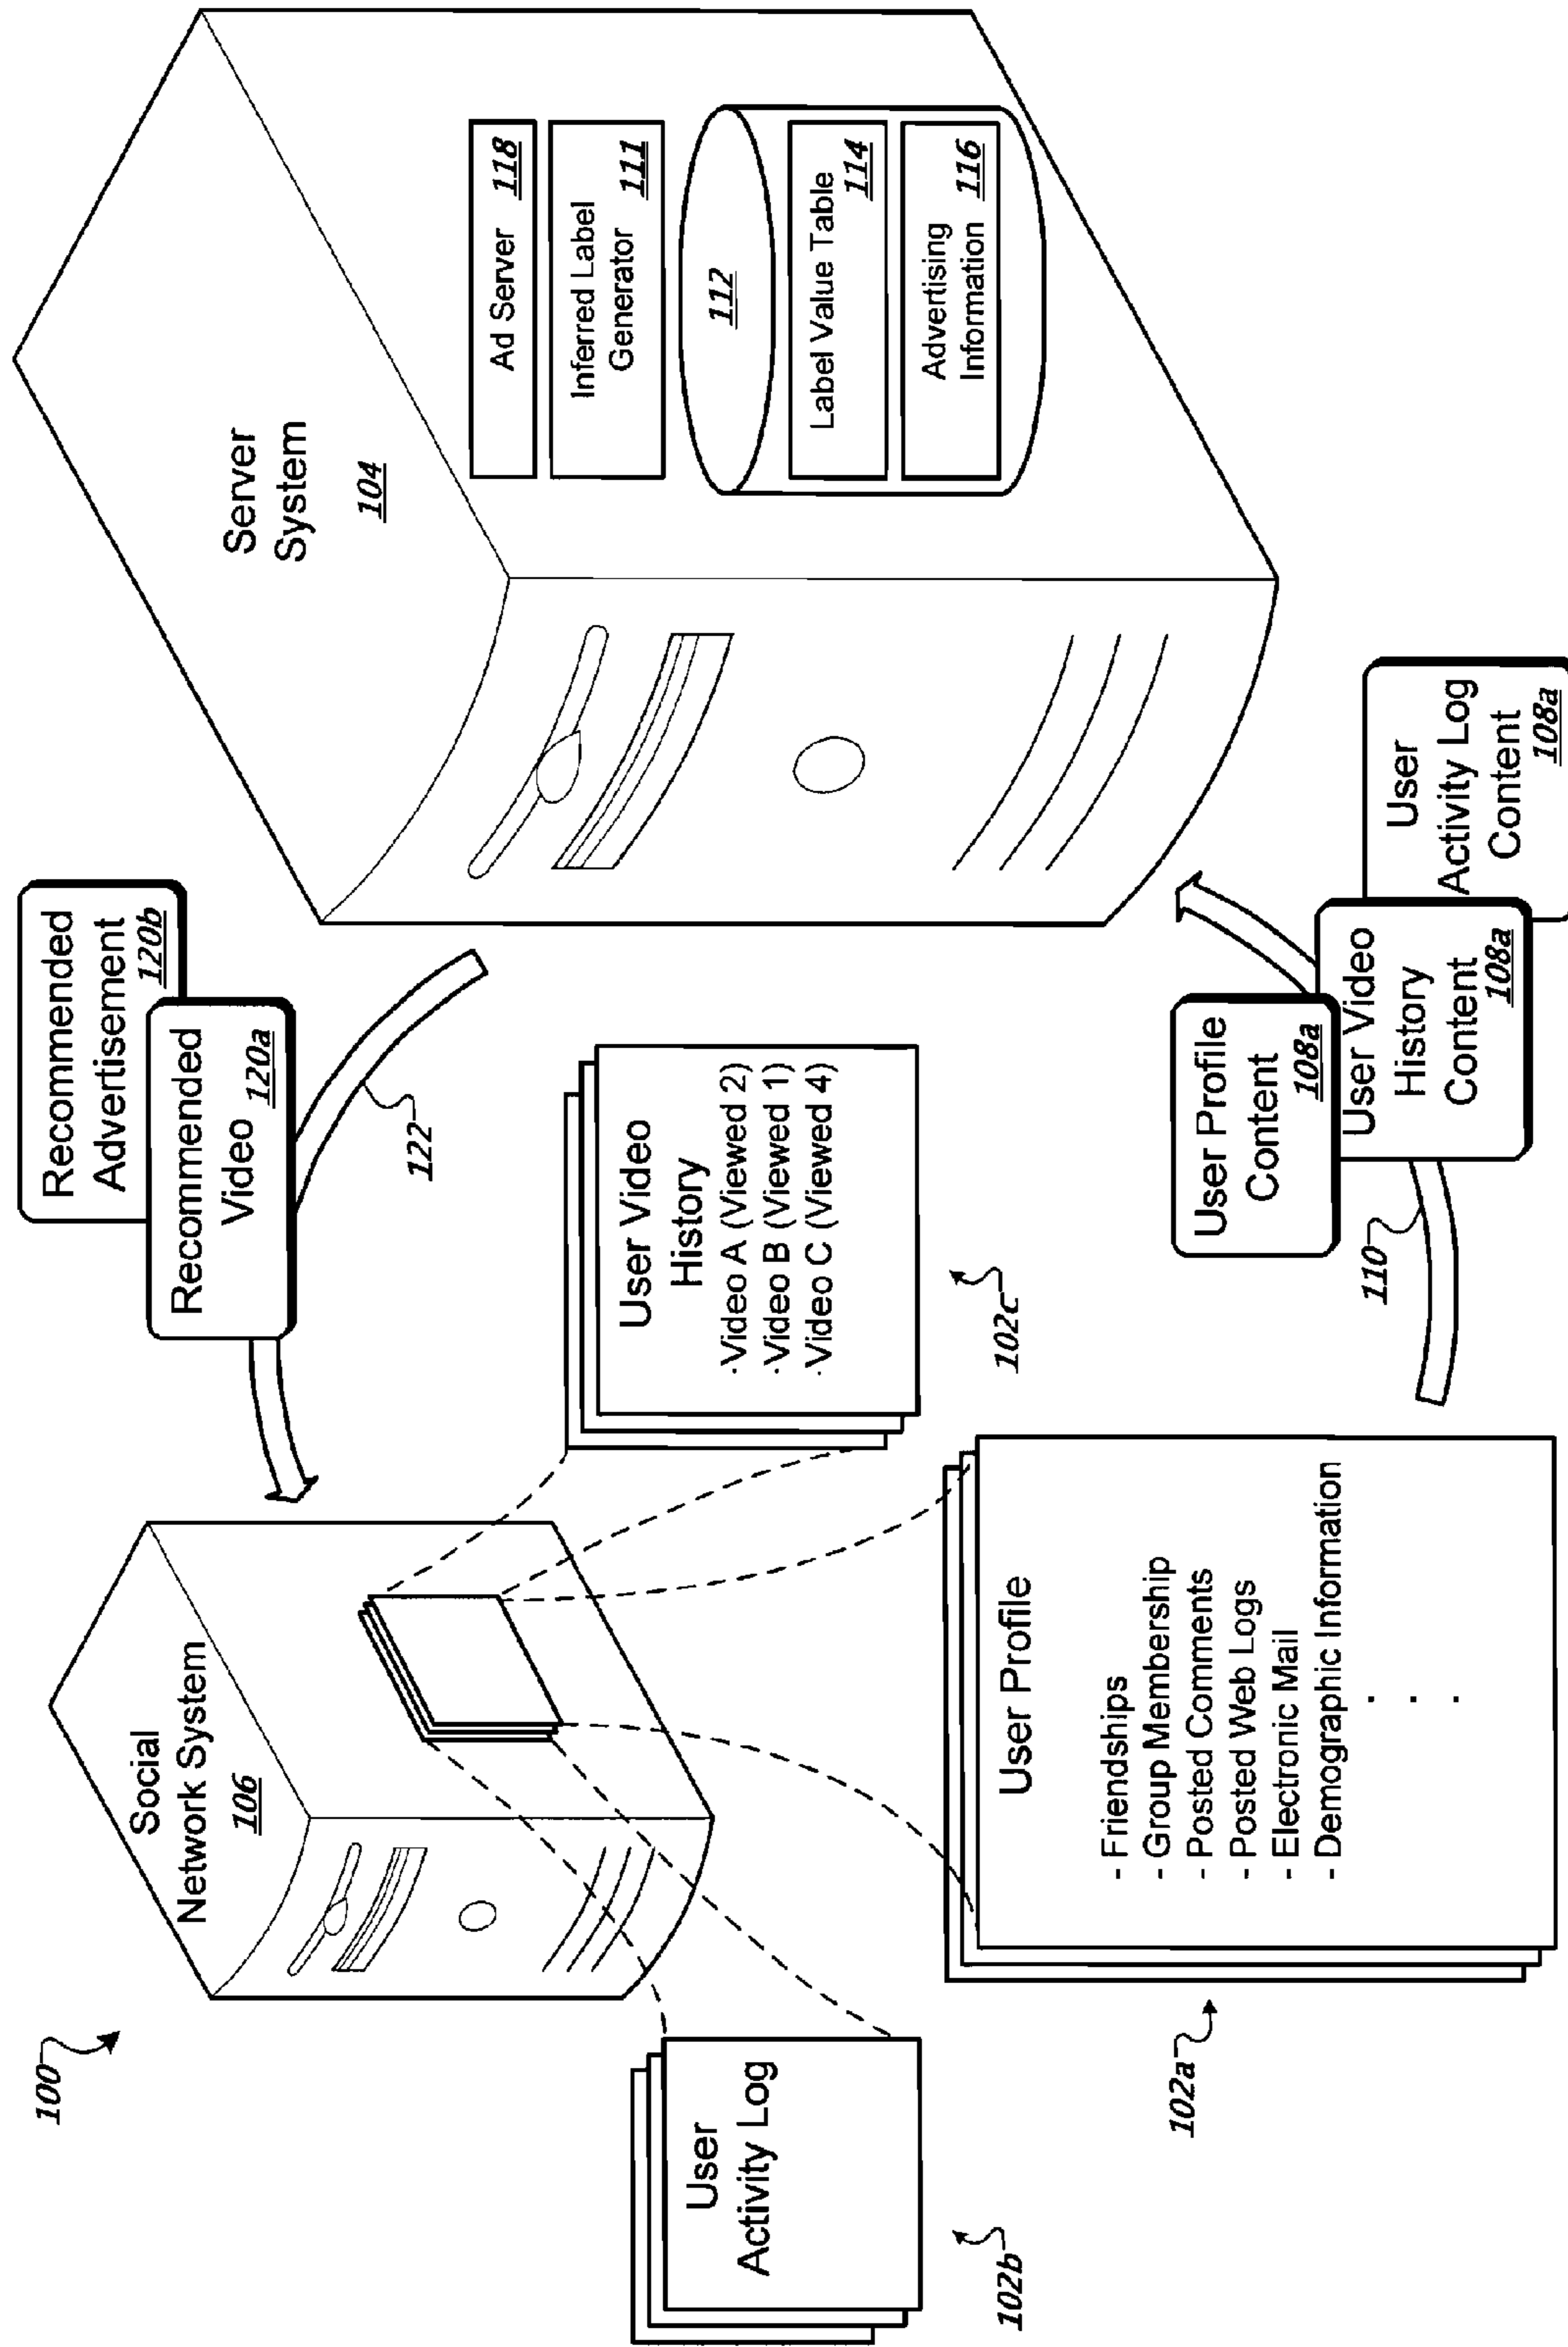 100
Social
Network System
106
Recommended
Advertisement
120b
Recommended
Video
120a
122
Server
System
104
Ad Server
118
Inferred Label
Generator
111
112
Label Value Table
114
Advertising
Information
116
User
Activity Log
102b
User Video
History
·Video A (Viewed 2)
·Video B (Viewed 1)
·Video C (Viewed 4)
102c
User Profile
- Friendships
- Group Membership
- Posted Comments
- Posted Web Logs
- Electronic Mail
- Demographic Information
. . .
102a
110
User Profile
Content
108a
User Video
History
Content
108a
User
Activity Log
Content
108a